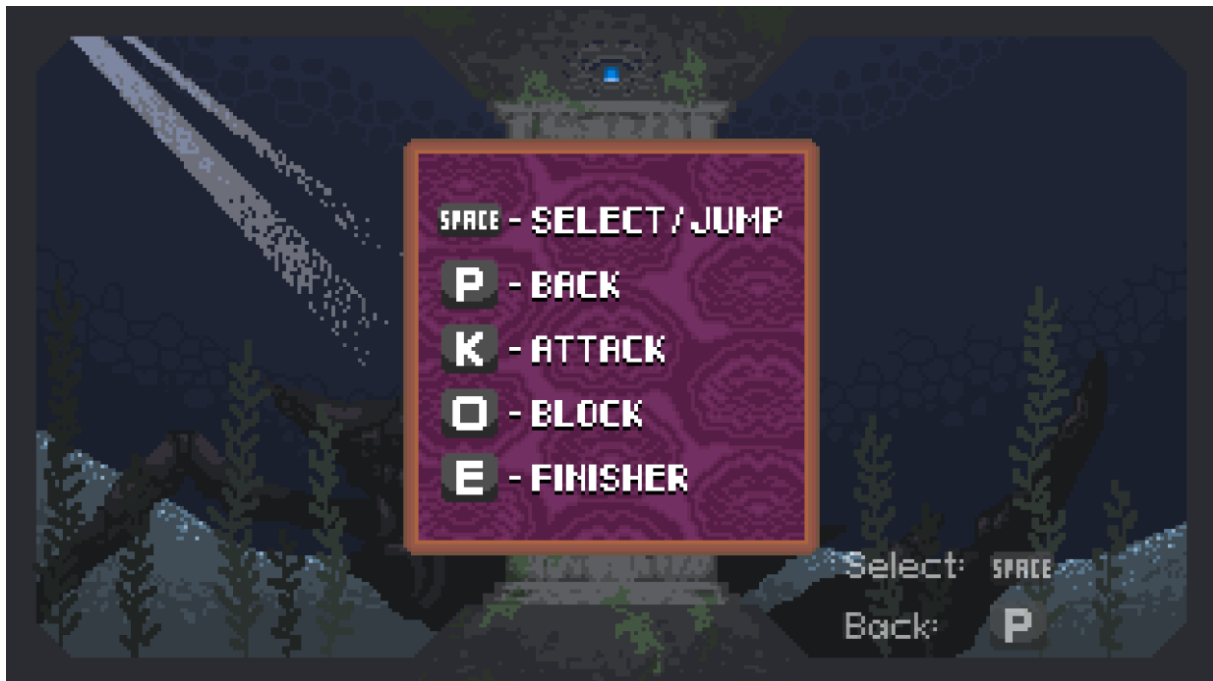 SPACE - SELECT/JUMP
P - BACK
K - ATTACK
O - BLOCK
E - FINISHER
Select: SPACE
Back: P